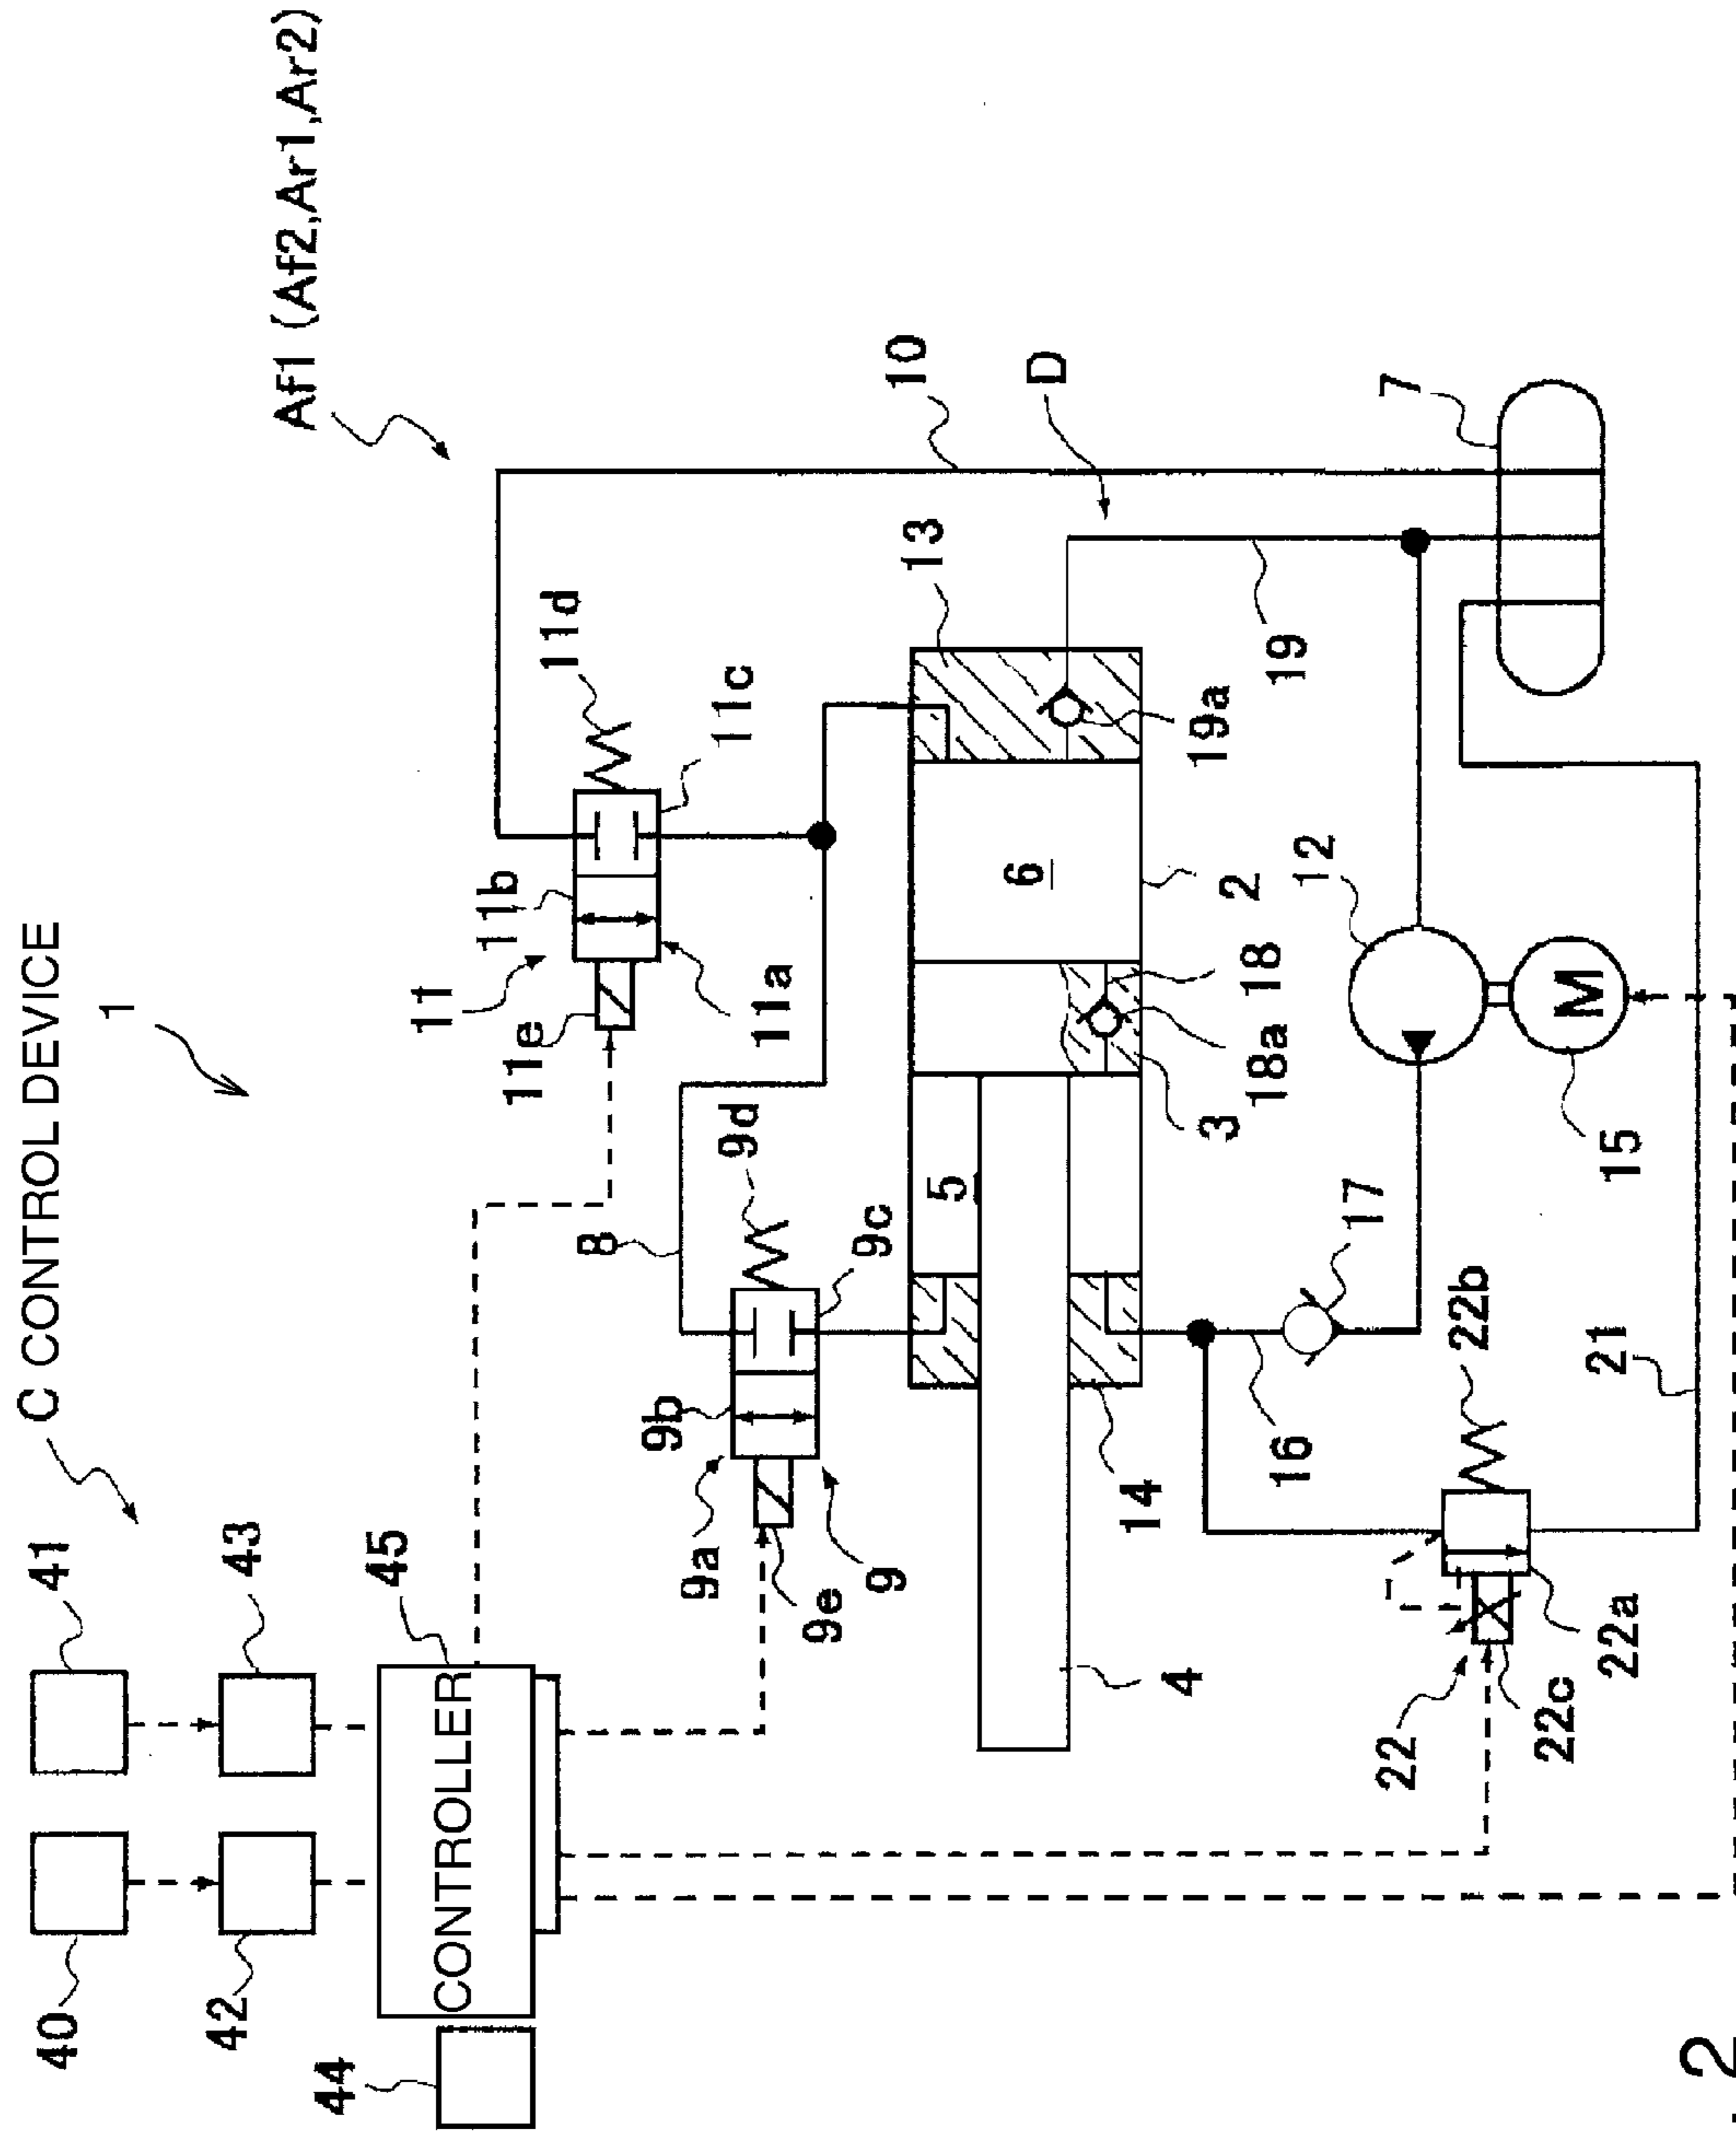 C CONTROL DEVICE
1
Af1 (Af2,Ar1,Ar2)
40
41
42
43
44
45
CONTROLLER
11
11a
11b
11c
11d
11e
10
D
8
9
9a
9b
9c
9d
9e
13
5
6
7
19
19a
2
18
18a
3
4
14
12
M
15
16
17
21
22
22a
22b
22c
2